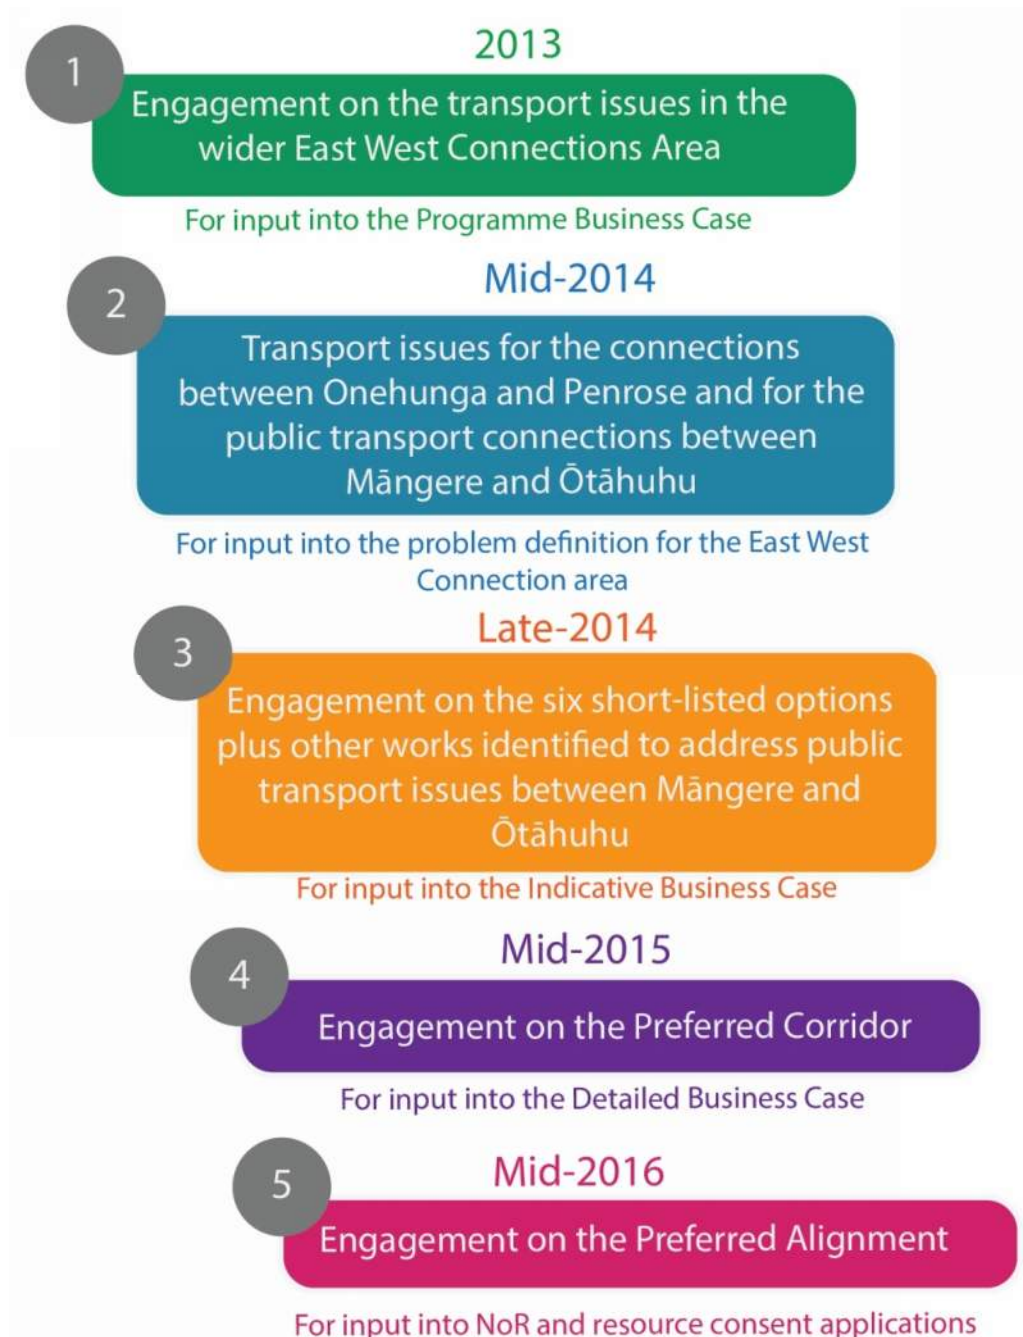 1
2013
Engagement on the transport issues in the
wider East West Connections Area
For input into the Programme Business Case
2
Mid-2014
Transport issues for the connections
between Onehunga and Penrose and for the
public transport connections between
Māngere and Ōtāhuhu
For input into the problem definition for the East West
Connection area
3
Late-2014
Engagement on the six short-listed options
plus other works identified to address public
transport issues between Māngere and
Ōtāhuhu
For input into the Indicative Business Case
4
Mid-2015
Engagement on the Preferred Corridor
For input into the Detailed Business Case
5
Mid-2016
Engagement on the Preferred Alignment
For input into NoR and resource consent applications